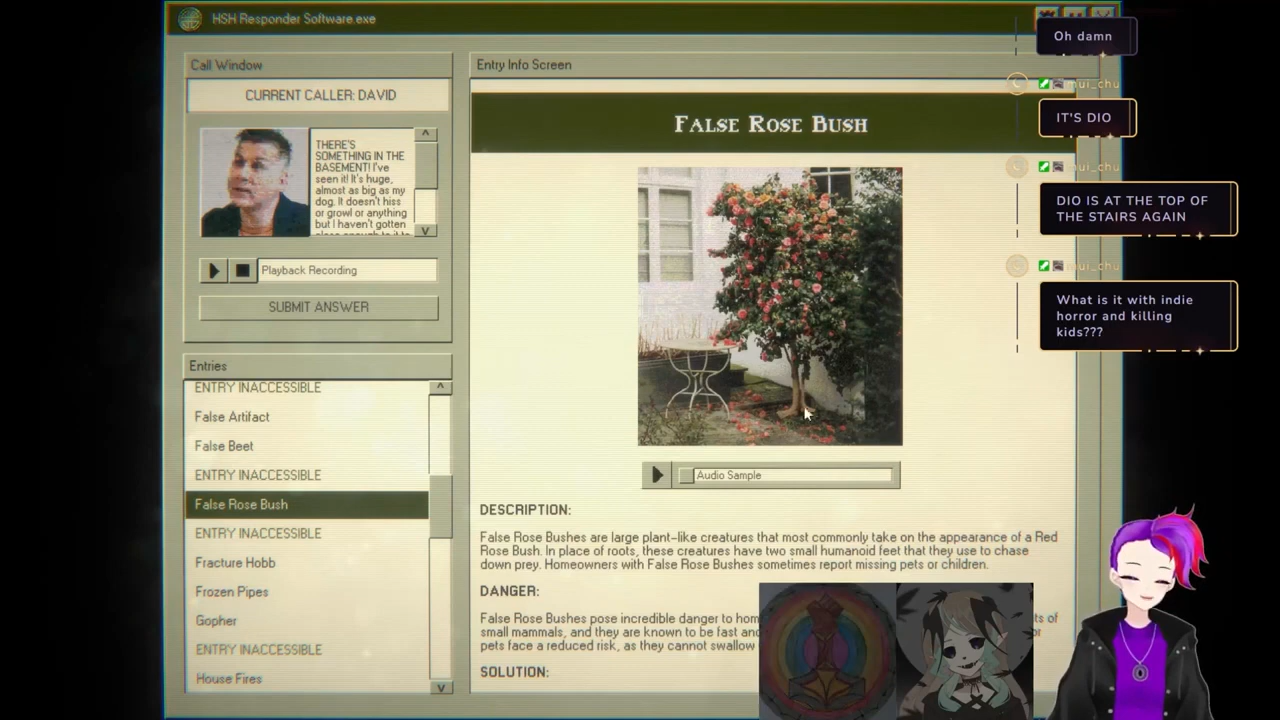 HSH Responder Software.exe
Call Window
CURRENT CALLER: DAVID
THERE'S
SOMETHING IN THE
BASEMENT! I've
seen it! It's huge,
almost as big as my
dog. It doesn't hiss
or growl or anything
but I haven't gotten
Playback Recording
SUBMIT ANSWER
Entries
ENTRY INACCESSIBLE
False Artifact
False Beet
ENTRY INACCESSIBLE
False Rose Bush
ENTRY INACCESSIBLE
Fracture Hobb
Frozen Pipes
Gopher
ENTRY INACCESSIBLE
House Fires
Entry Info Screen
FALSE ROSE BUSH
Audio Sample
DESCRIPTION:
False Rose Bushes are large plant-like creatures that most commonly take on the appearance of a Red
Rose Bush. In place of roots, these creatures have two small humanoid feet that they use to chase
down prey. Homeowners with False Rose Bushes sometimes report missing pets or children.
DANGER:
False Rose Bushes pose incredible danger to hom ts of
small mammals, and they are known to be fast and or
pets face a reduced risk, as they cannot swallow
SOLUTION:
Oh damn
mui_chu
IT'S DIO
mui_chu
DIO IS AT THE TOP OF
THE STAIRS AGAIN
mui_chu
What is it with indie
horror and killing
kids???